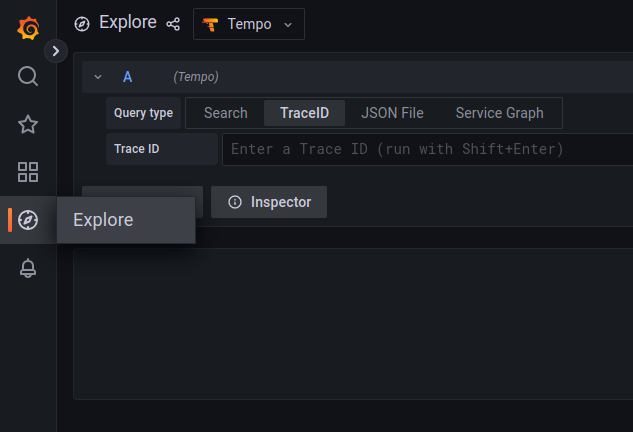 Explore
Tempo
A (Tempo)
Query type Search TraceID JSON File Service Graph
Trace ID Enter a Trace ID (run with Shift+Enter)
Inspector
Explore